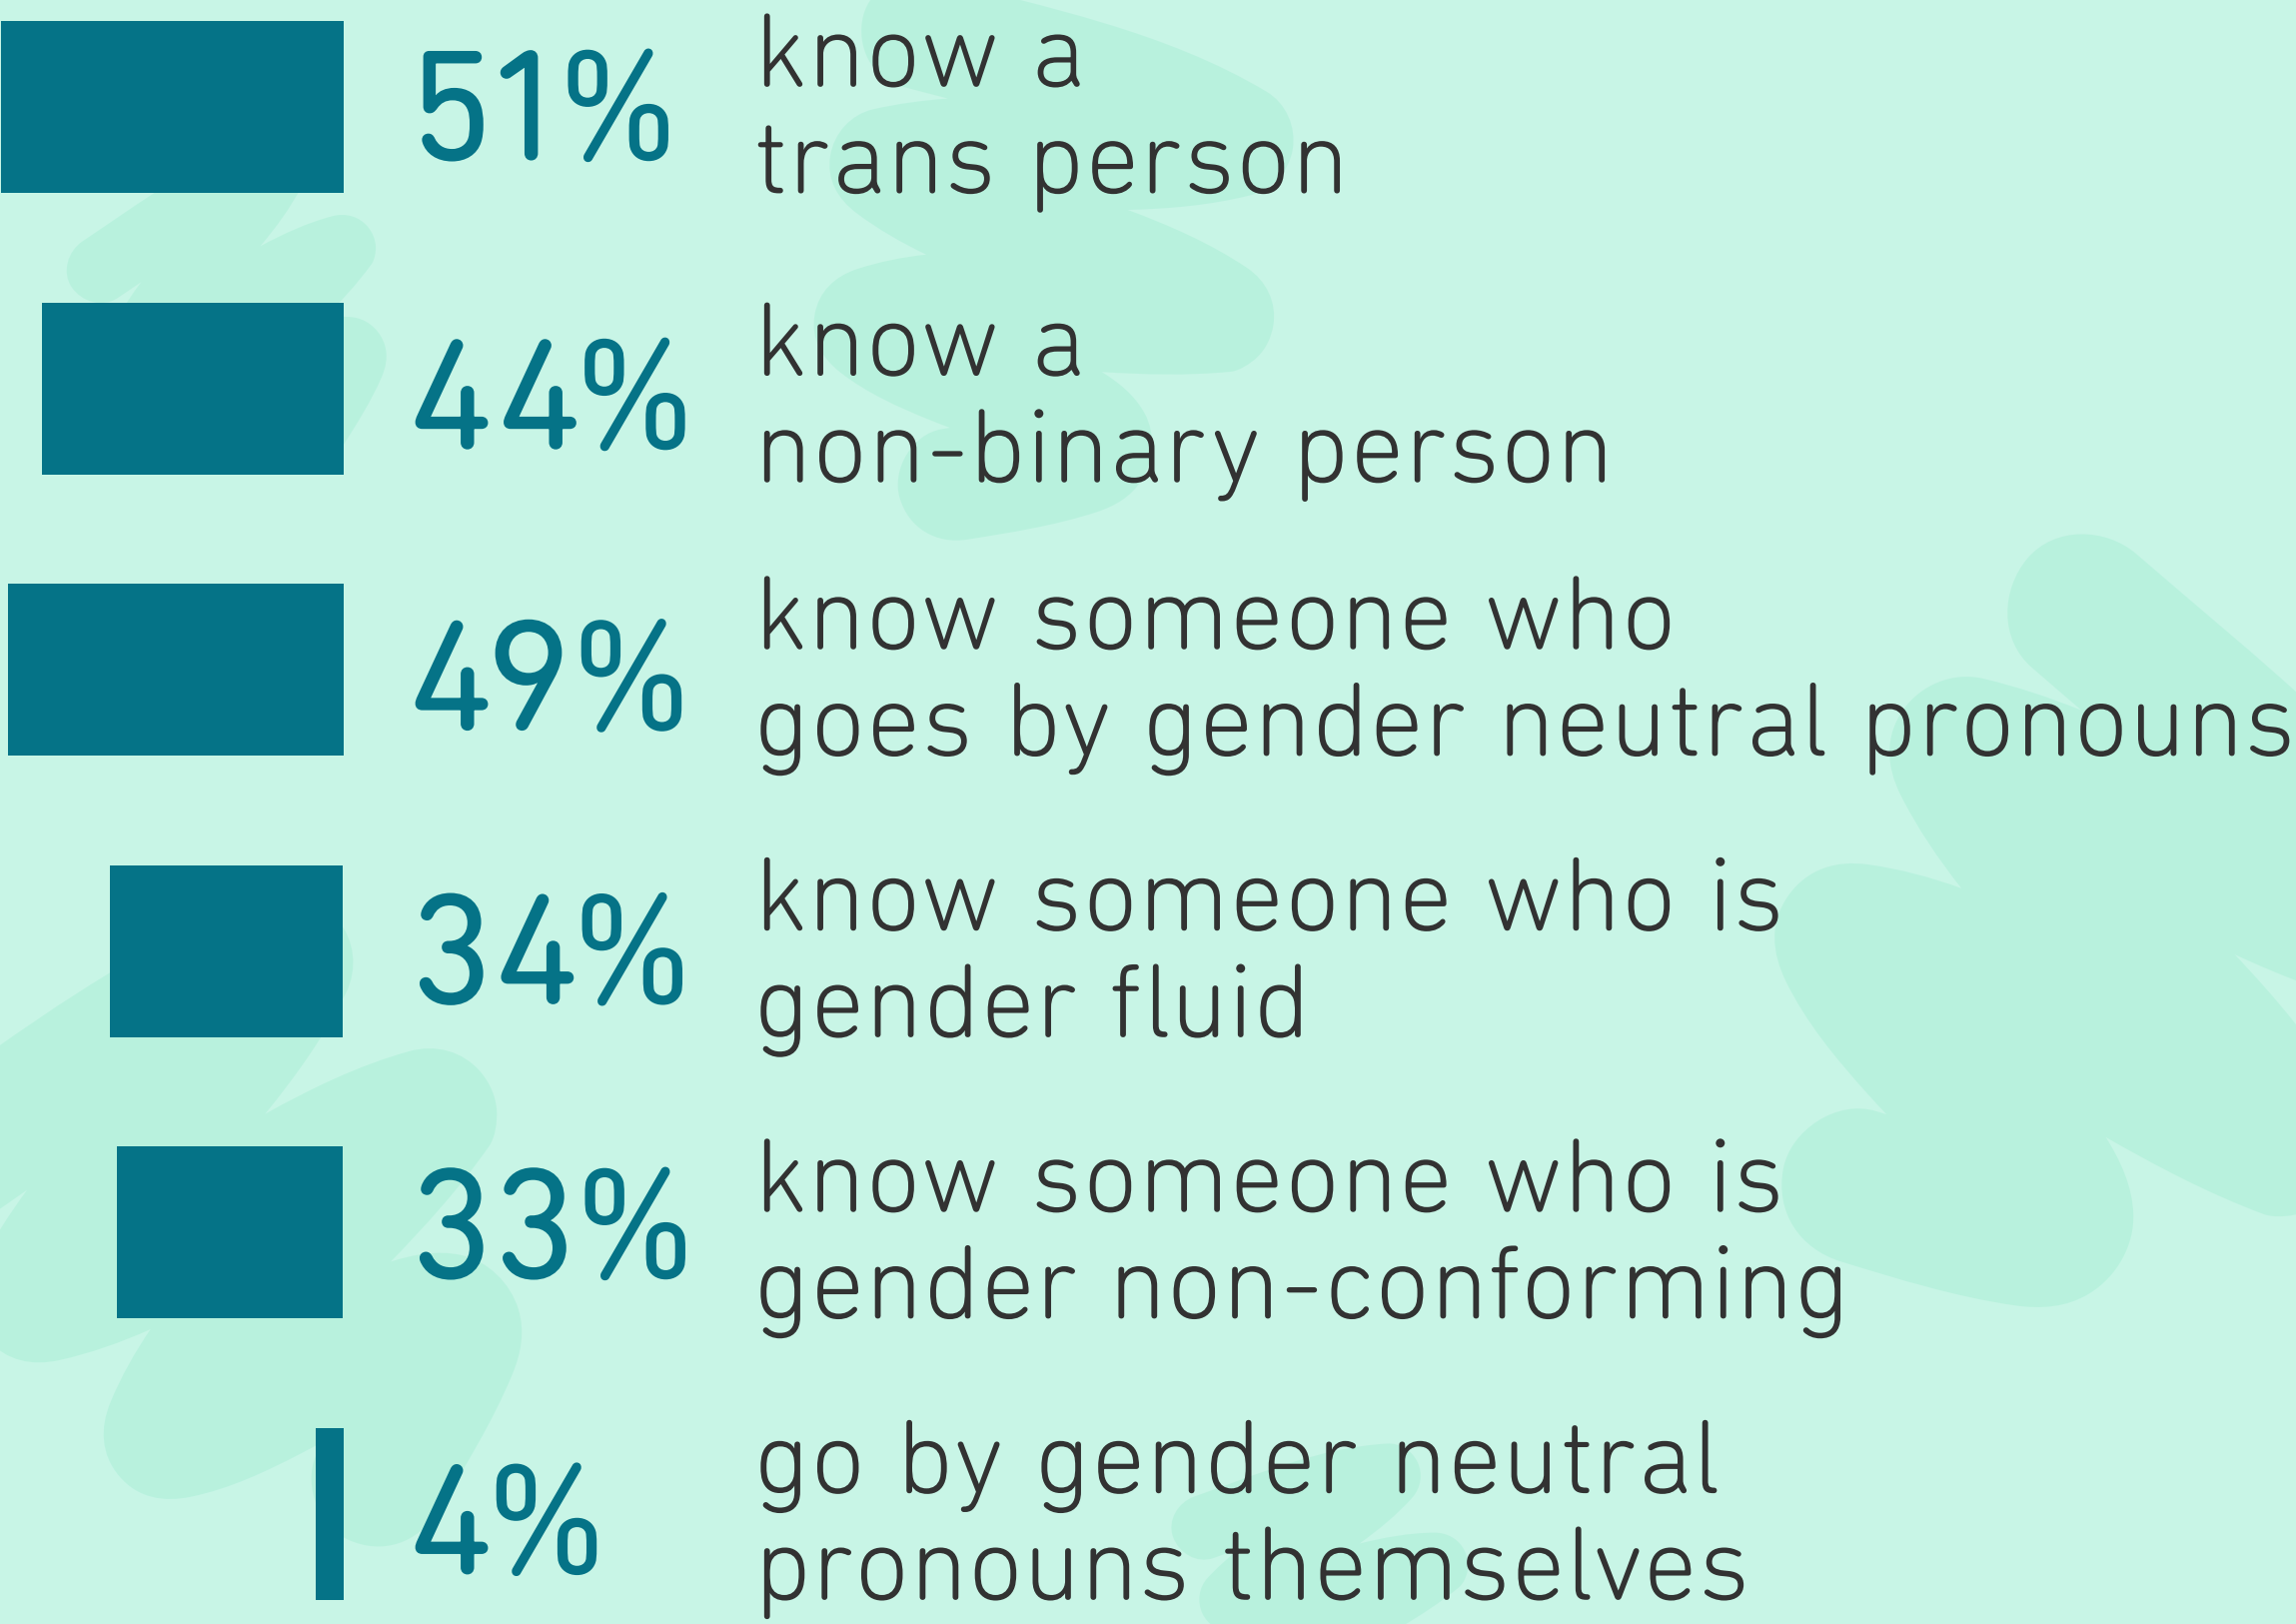 51%
know a
trans person
44%
know a
non-binary person
49%
know someone who
goes by gender neutral pronouns
34%
know someone who is
gender fluid
33%
know someone who is
gender non-conforming
4%
go by gender neutral
pronouns themselves